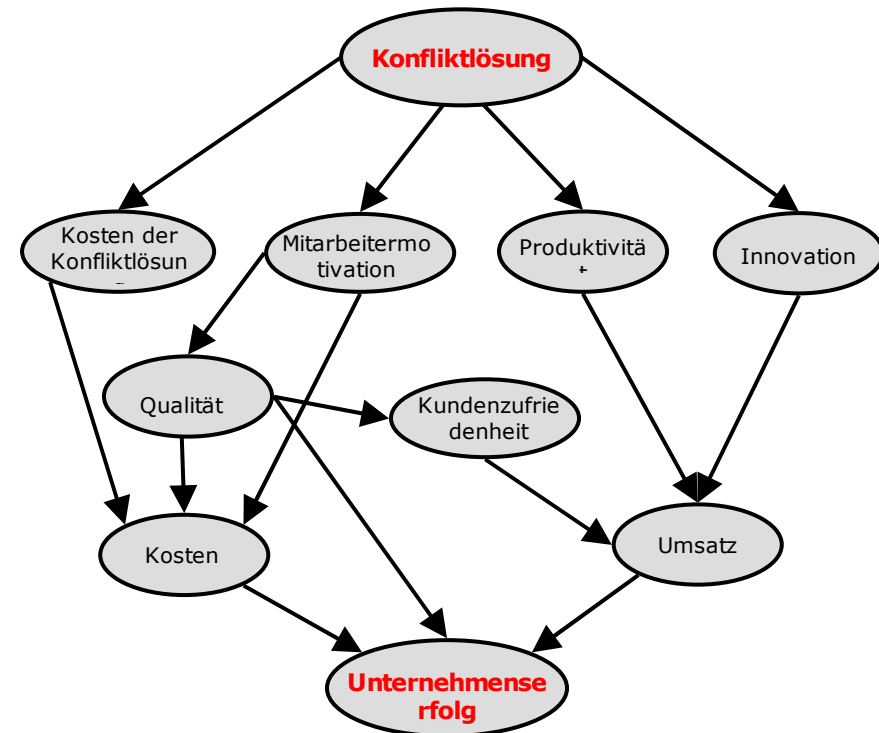 Konfliktlösung
Kosten der
Konfliktlösun
Mitarbeitermo
tivation
Produktivitä
Innovation
Qualität
Kundenzufrie
denheit
Kosten
Umsatz
Unternehmense
rfolg